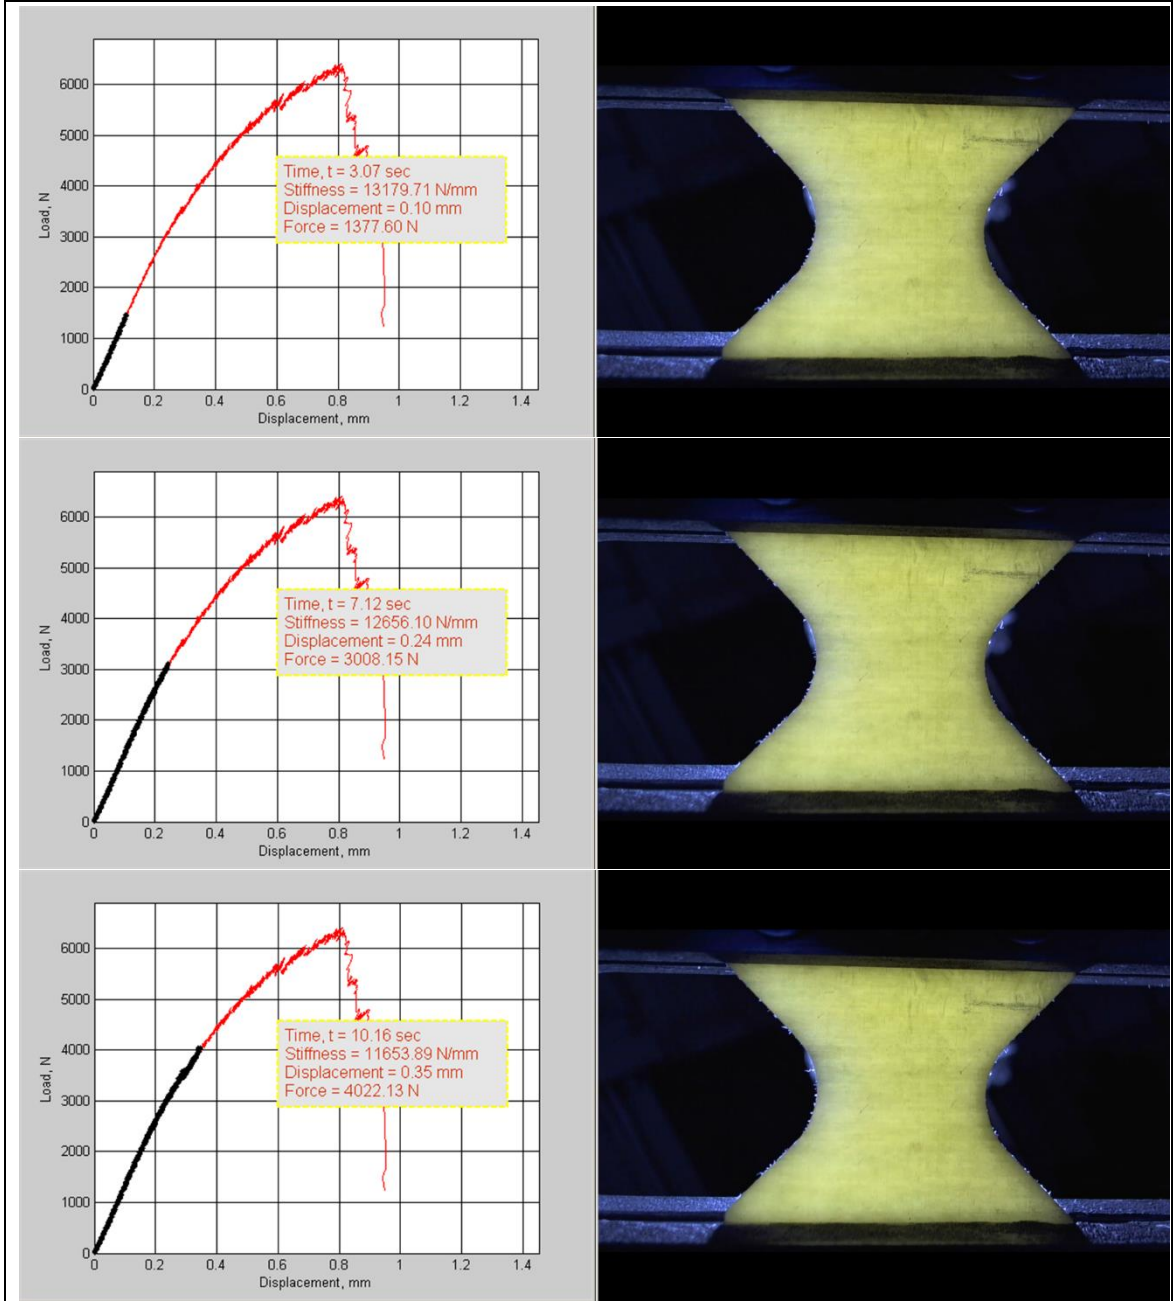 6000
5000
4000
3000
2000
1000
0
Load, N
Time, t = 3.07 sec
Stiffness = 13179.71 N/mm
Displacement = 0.10 mm
Force = 1377.60 N
0 0.2 0.4 0.6 0.8 1 1.2 1.4
Displacement, mm
6000
5000
4000
3000
2000
1000
0
Load, N
Time, t = 7.12 sec
Stiffness = 12656.10 N/mm
Displacement = 0.24 mm
Force = 3008.15 N
0 0.2 0.4 0.6 0.8 1 1.2 1.4
Displacement, mm
6000
5000
4000
3000
2000
1000
0
Load, N
Time, t = 10.16 sec
Stiffness = 11653.89 N/mm
Displacement = 0.35 mm
Force = 4022.13 N
0 0.2 0.4 0.6 0.8 1 1.2 1.4
Displacement, mm